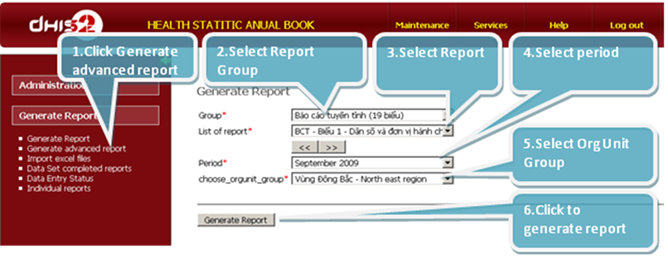 dhis2
HEALTH STATITIC ANUAL BOOK
Maintenance Services Help Log out
1.Click Generate
advanced report
2.Select Report
Group
3.Select Report
4.Select period
5.Select Org Unit
Group
6.Click to
generate report
Administration
Generate Repor
Generate Report
Generate advanced report
Import excel files
Data Set completed reports
Data Entry Status
Individual reports
Generate Report
Group* Báo cáo tuyến tỉnh (19 biểu)
List of report* BCT - Biểu 1 - Dân số và đơn vị hành ch
<< >>
Period* September 2009
choose_orgunit_group* Vùng Đông Bắc - North east region
Generate Report